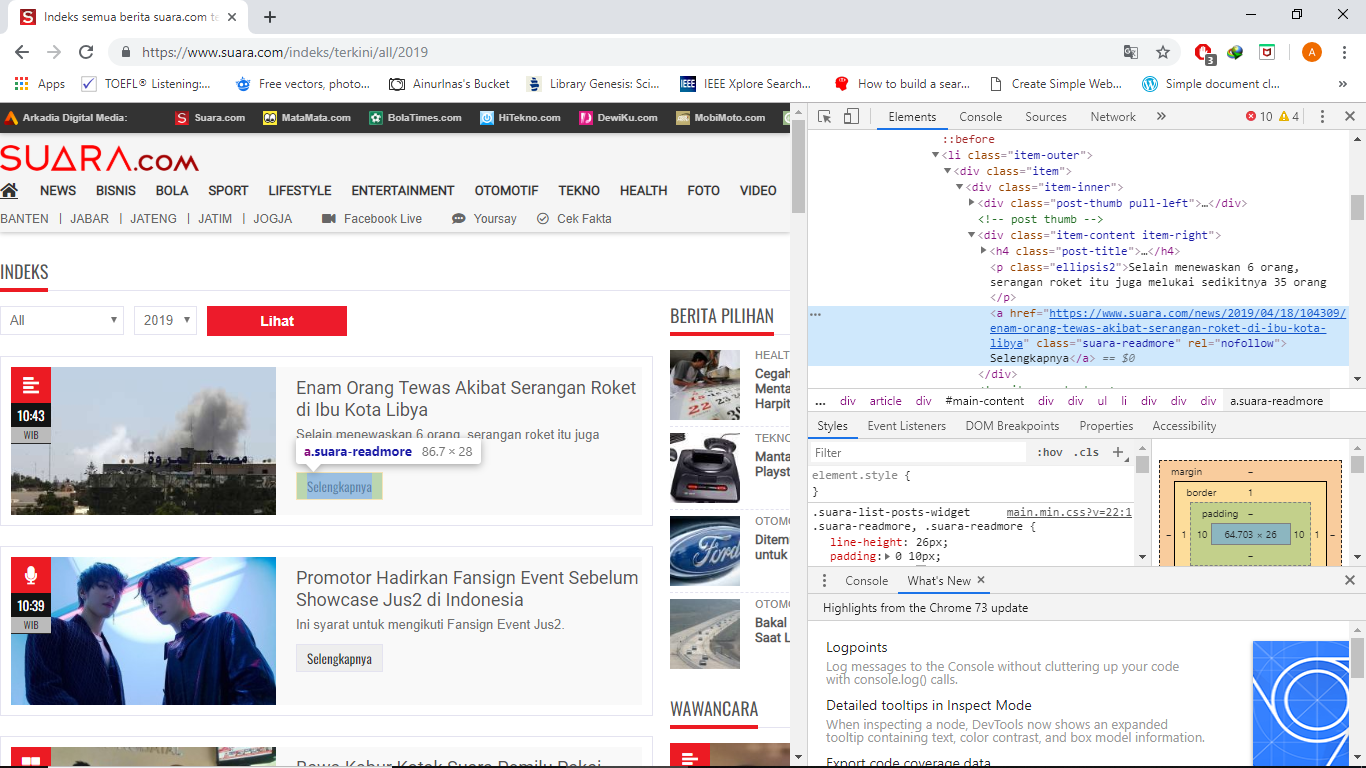 Indeks semua berita suara.com te
https://www.suara.com/indeks/terkini/all/2019
3
A
Apps
TOEFL® Listening:...
Free vectors, photo...
AinurInas's Bucket
Library Genesis: Sci...
IEEE Xplore Search...
How to build a sear...
Create Simple Web...
Simple document cl...
»
Arkadia Digital Media:
Suara.com
MataMata.com
BolaTimes.com
HiTekno.com
DewiKu.com
MobiMoto.com
SUARA.COM
NEWS BISNIS BOLA SPORT LIFESTYLE ENTERTAINMENT OTOMOTIF TEKNO HEALTH FOTO VIDEO
BANTEN | JABAR | JATENG | JATIM | JOGJA Facebook Live Yoursay Cek Fakta
INDEKS
All 2019 Lihat
10:43
WIB
Enam Orang Tewas Akibat Serangan Roket
di Ibu Kota Libya
Selain menewaskan 6 orang, serangan roket itu juga
a.suara-readmore 86.7 × 28
Selengkapnya
10:39
WIB
Promotor Hadirkan Fansign Event Sebelum
Showcase Jus2 di Indonesia
Ini syarat untuk mengikuti Fansign Event Jus2.
Selengkapnya
BERITA PILIHAN
HEALT
Cegah
Menta
Harpit
TEKNO
Manta
Playst
OTOMO
Ditem
untuk
OTOMO
Bakal
Saat L
WAWANCARA
Elements Console Sources Network » 10 4
::before
<li class="item-outer">
<div class="item">
<div class="item-inner">
<div class="post-thumb pull-left">…</div>
<!-- post thumb -->
<div class="item-content item-right">
<h4 class="post-title">…</h4>
<p class="ellipsis2">Selain menewaskan 6 orang,
serangan roket itu juga melukai sedikitnya 35 orang
</p>
<a href="https://www.suara.com/news/2019/04/18/104309/
enam-orang-tewas-akibat-serangan-roket-di-ibu-kota-
libya" class="suara-readmore" rel="nofollow">
Selengkapnya</a> == $0
</div>
... div article div #main-content div div ul li div div div a.suara-readmore
Styles Event Listeners DOM Breakpoints Properties Accessibility
Filter :hov .cls +
element.style {
}
.suara-list-posts-widget main.min.css?v=22:1
.suara-readmore, .suara-readmore {
line-height: 26px;
padding: 0 10px;
margin –
border 1
padding –
– 1 10 64.703 × 26 10 1 –
–
Console What's New
Highlights from the Chrome 73 update
Logpoints
Log messages to the Console without cluttering up your code
with console.log() calls.
Detailed tooltips in Inspect Mode
When inspecting a node, DevTools now shows an expanded
tooltip containing text, color contrast, and box model information.
Export code coverage data